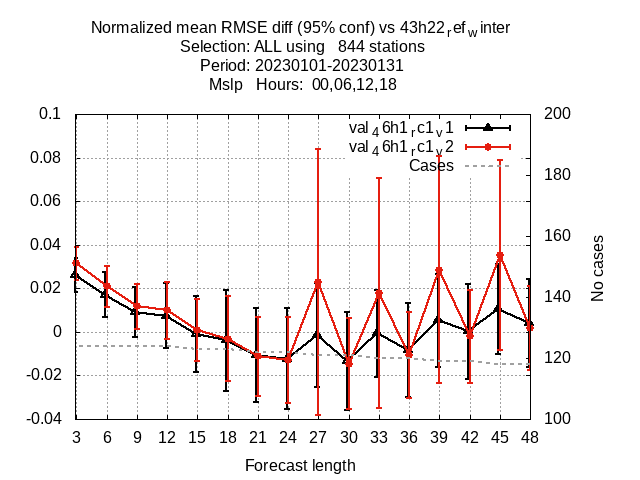 Normalized mean RMSE diff (95% conf) vs 43h22refwinter
Selection: ALL using 844 stations
Period: 20230101-20230131
Mslp Hours: 00,06,12,18
0.1
0.08
0.06
0.04
0.02
0
-0.02
-0.04
200
180
160
140
120
100
No cases
val46h1rc1v1
val46h1rc1v2
Cases
3 6 9 12 15 18 21 24 27 30 33 36 39 42 45 48
Forecast length